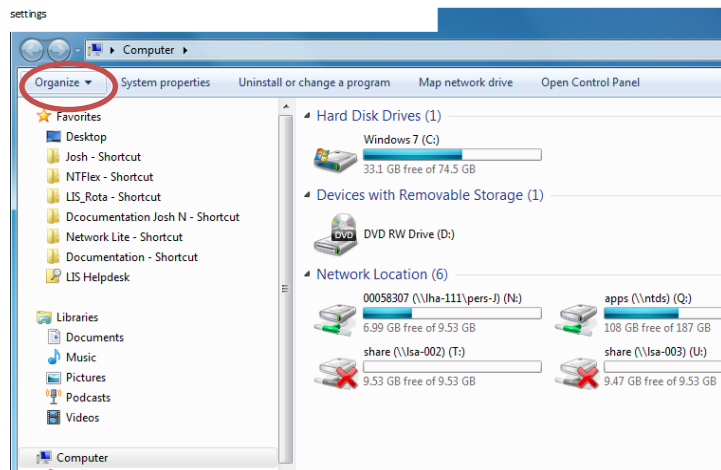 settings
Computer
Organize
System properties
Uninstall or change a program
Map network drive
Open Control Panel
Favorites
Desktop
Josh - Shortcut
NTFlex - Shortcut
LIS_Rota - Shortcut
Dcocumentation Josh N - Shortcut
Network Lite - Shortcut
Documentation - Shortcut
LIS Helpdesk
Libraries
Documents
Music
Pictures
Podcasts
Videos
Computer
Hard Disk Drives (1)
Windows 7 (C:)
33.1 GB free of 74.5 GB
Devices with Removable Storage (1)
DVD
DVD RW Drive (D:)
Network Location (6)
00058307 (\\lha-111\pers-J) (N:)
6.99 GB free of 9.53 GB
apps (\\ntds) (Q:)
108 GB free of 187 GB
share (\\lsa-002) (T:)
9.53 GB free of 9.53 GB
share (\\lsa-003) (U:)
9.47 GB free of 9.53 GB